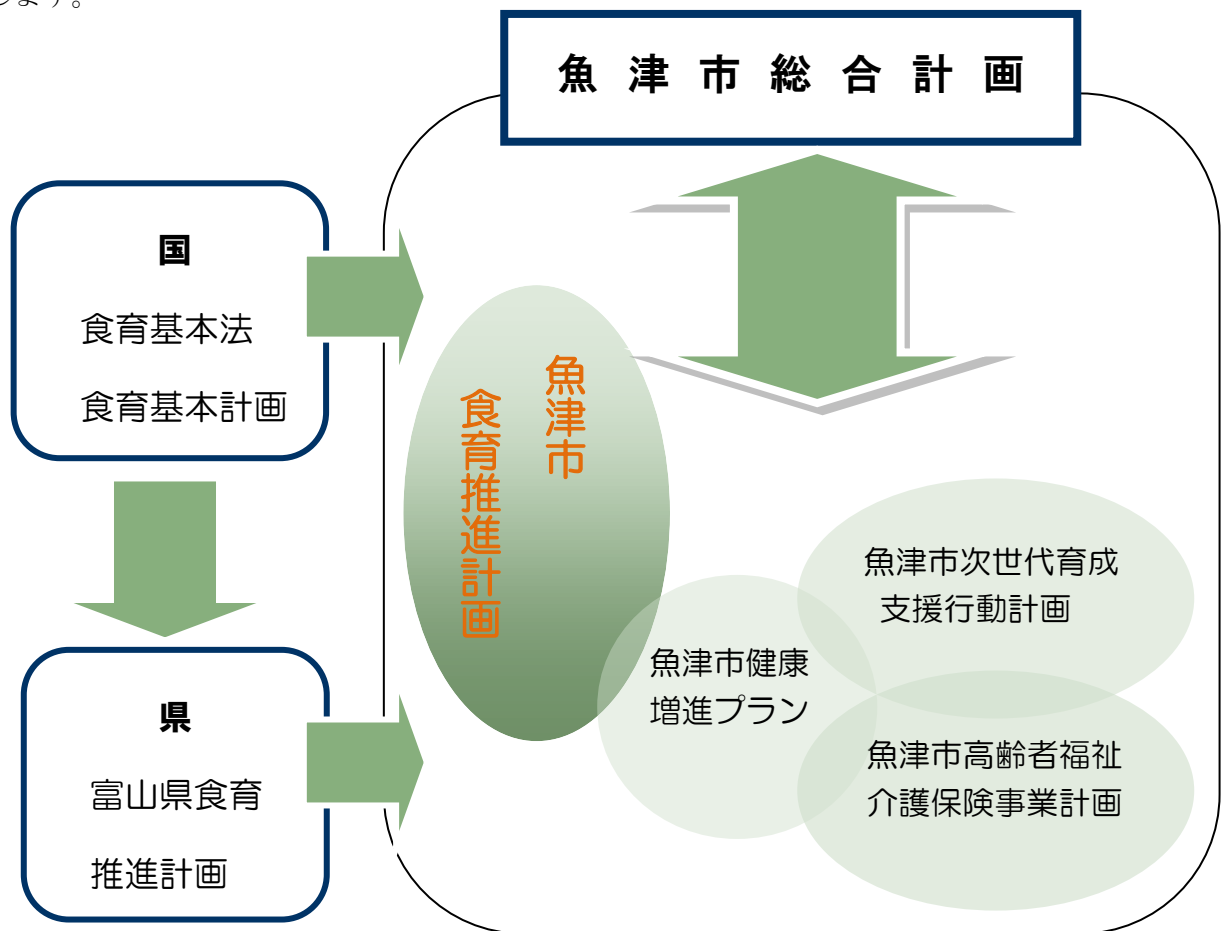 します。
魚津市総合計画
国
食育基本法
食育基本計画
県
富山県食育
推進計画
魚津市
食育推進計画
魚津市健康
増進プラン
魚津市次世代育成
支援行動計画
魚津市高齢者福祉
介護保険事業計画